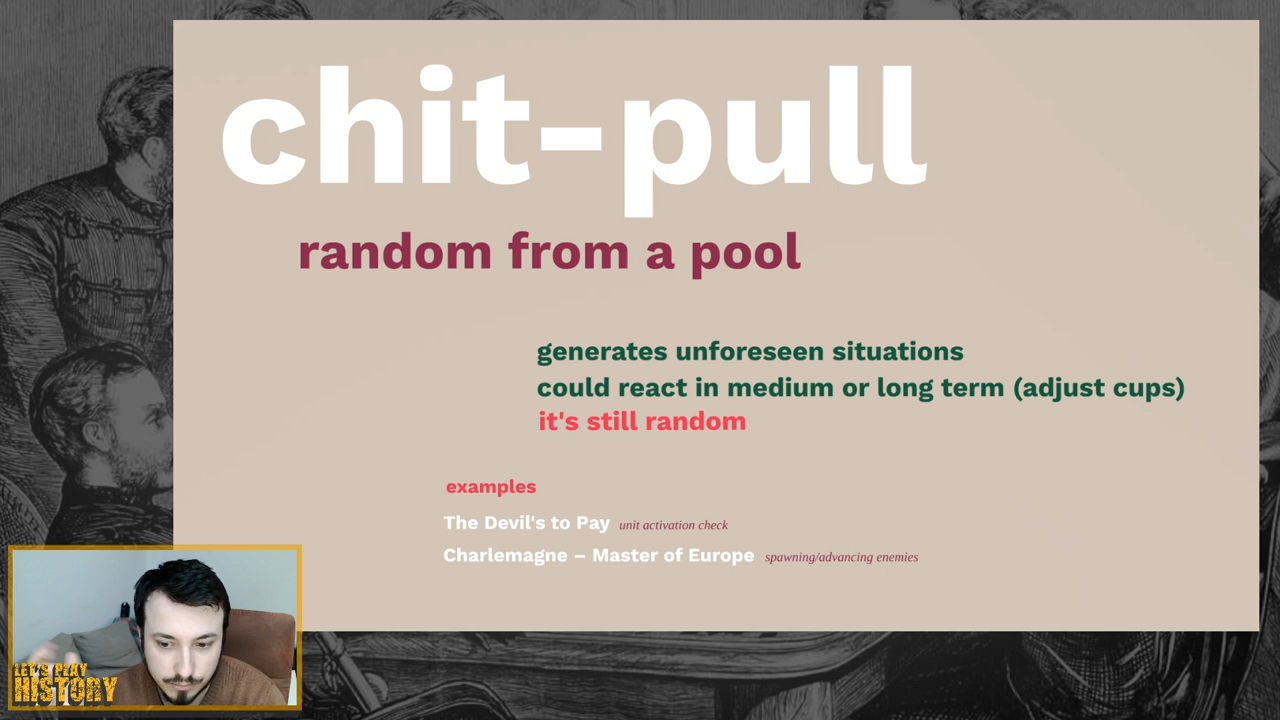 chit-pull
random from a pool
generates unforeseen situations
could react in medium or long term (adjust cups)
it's still random
examples
The Devil's to Pay unit activation check
Charlemagne – Master of Europe spawning/advancing enemies
LET'S PLAY
HISTORY